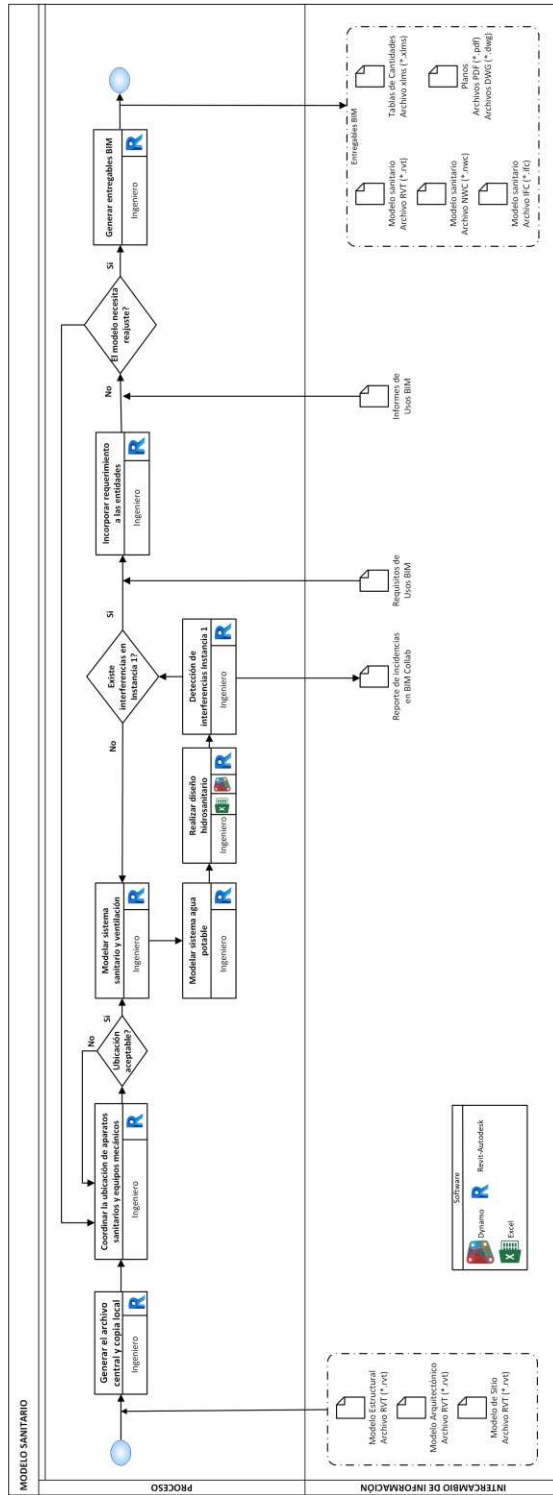 MODELO SANITARIO
PROCESO
Generar el archivo
central y copia local
Ingeniero
Coordinar la ubicación de aparatos
sanitarios y equipos mecánicos
Ingeniero
Ubicación
aceptable?
No
Sí
Modelar sistema
sanitario y ventilación
Ingeniero
Modelar sistema agua
potable
Ingeniero
Realizar diseño
hidrosanitario
Ingeniero
Detección de
interferencias Instancia 1
Ingeniero
Existe
interferencias en
Instancia 1?
No
Si
Incorporar requerimiento
a las entidades
Ingeniero
No
El modelo necesita
reajuste?
Si
Generar entregables BIM
Ingeniero
INTERCAMBIO DE INFORMACIÓN
Modelo Estructural
Archivo RVT (*.rvt)
Modelo Arquitectónico
Archivo RVT (*.rvt)
Modelo de Sitio
Archivo RVT (*.rvt)
Software
Dynamo
R Revit-Autodesk
Excel
Reporte de incidencias
en BIM Collab
Requisitos de
Usos BIM
Informes de
Usos BIM
Entregables BIM
Modelo sanitario
Archivo RVT (*.rvt)
Modelo sanitario
Archivo NWC (*.nwc)
Modelo sanitario
Archivo IFC (*.ifc)
Tablas de Cantidades
Archivo xlms (*.xlms)
Planos
Archivos PDF (*.pdf)
Archivos DWG (*.dwg)